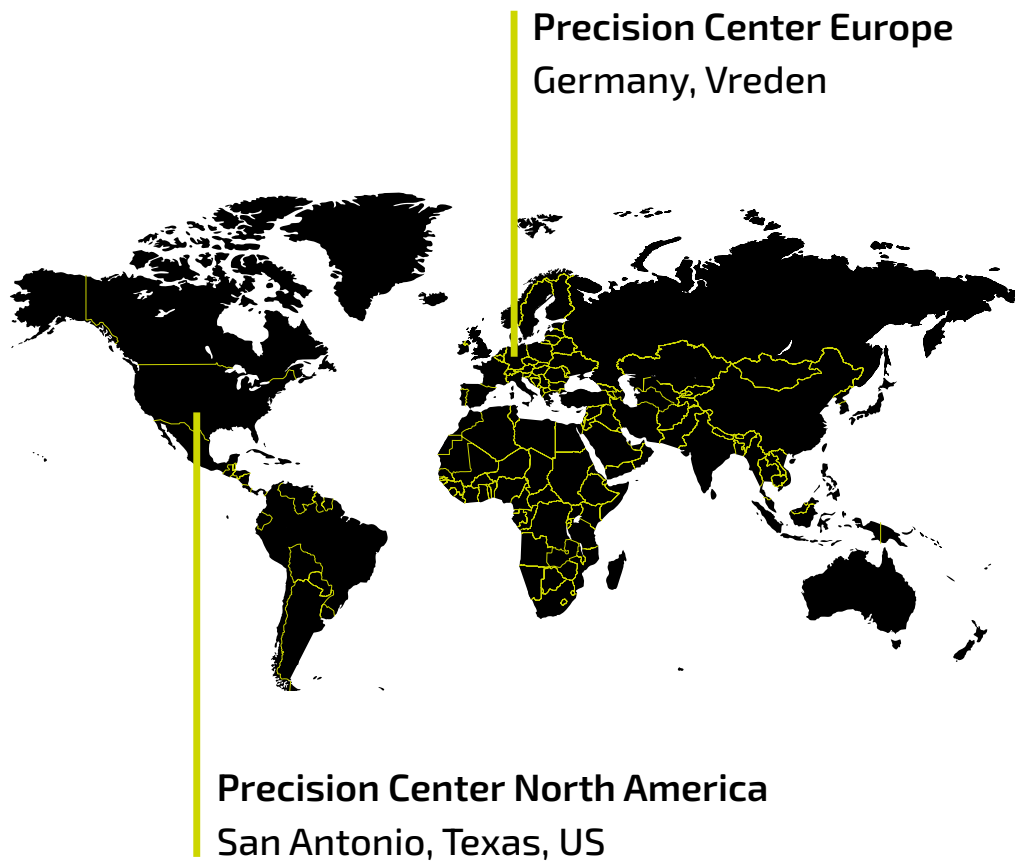 Precision Center Europe
Germany, Vreden
Precision Center North America
San Antonio, Texas, US